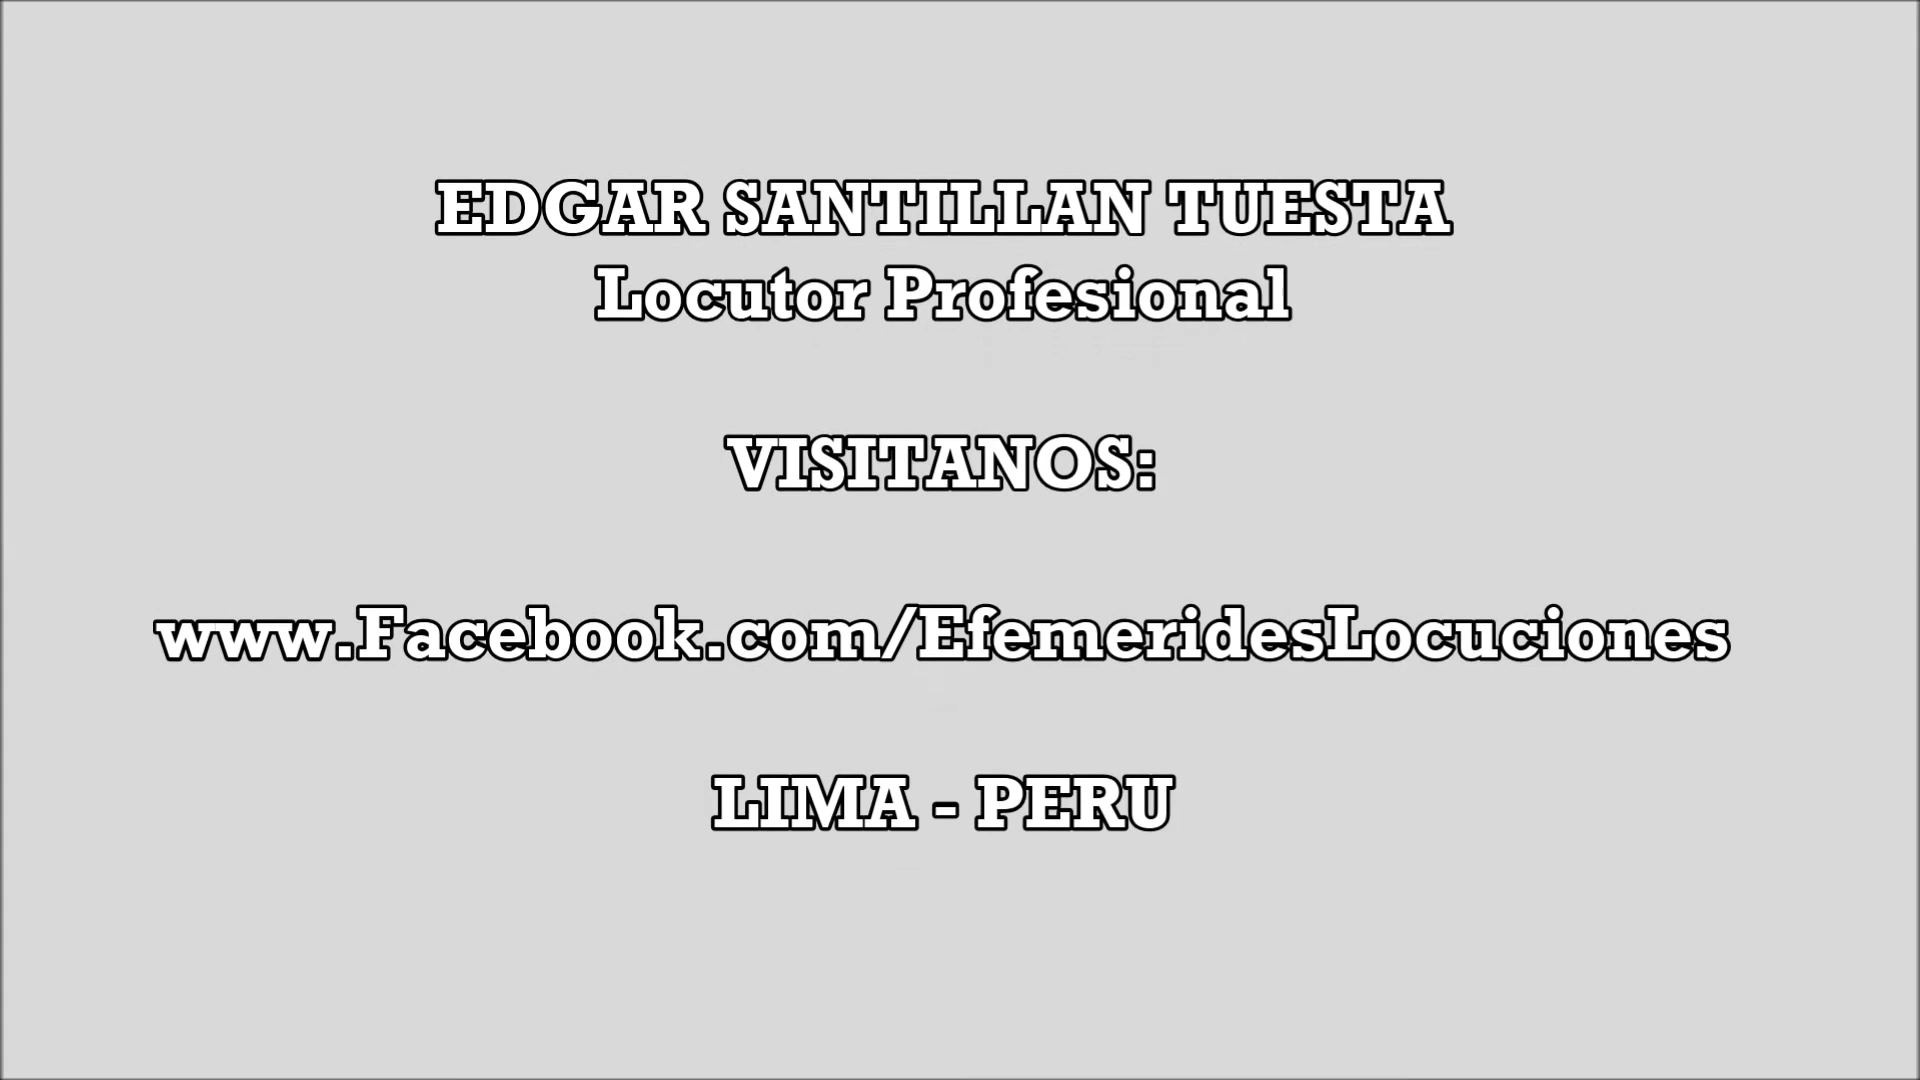 EDGAR SANTILLAN TUESTA
Locutor Profesional
VISITANOS:
www.Facebook.com/EfemeridesLocuciones
LIMA - PERU